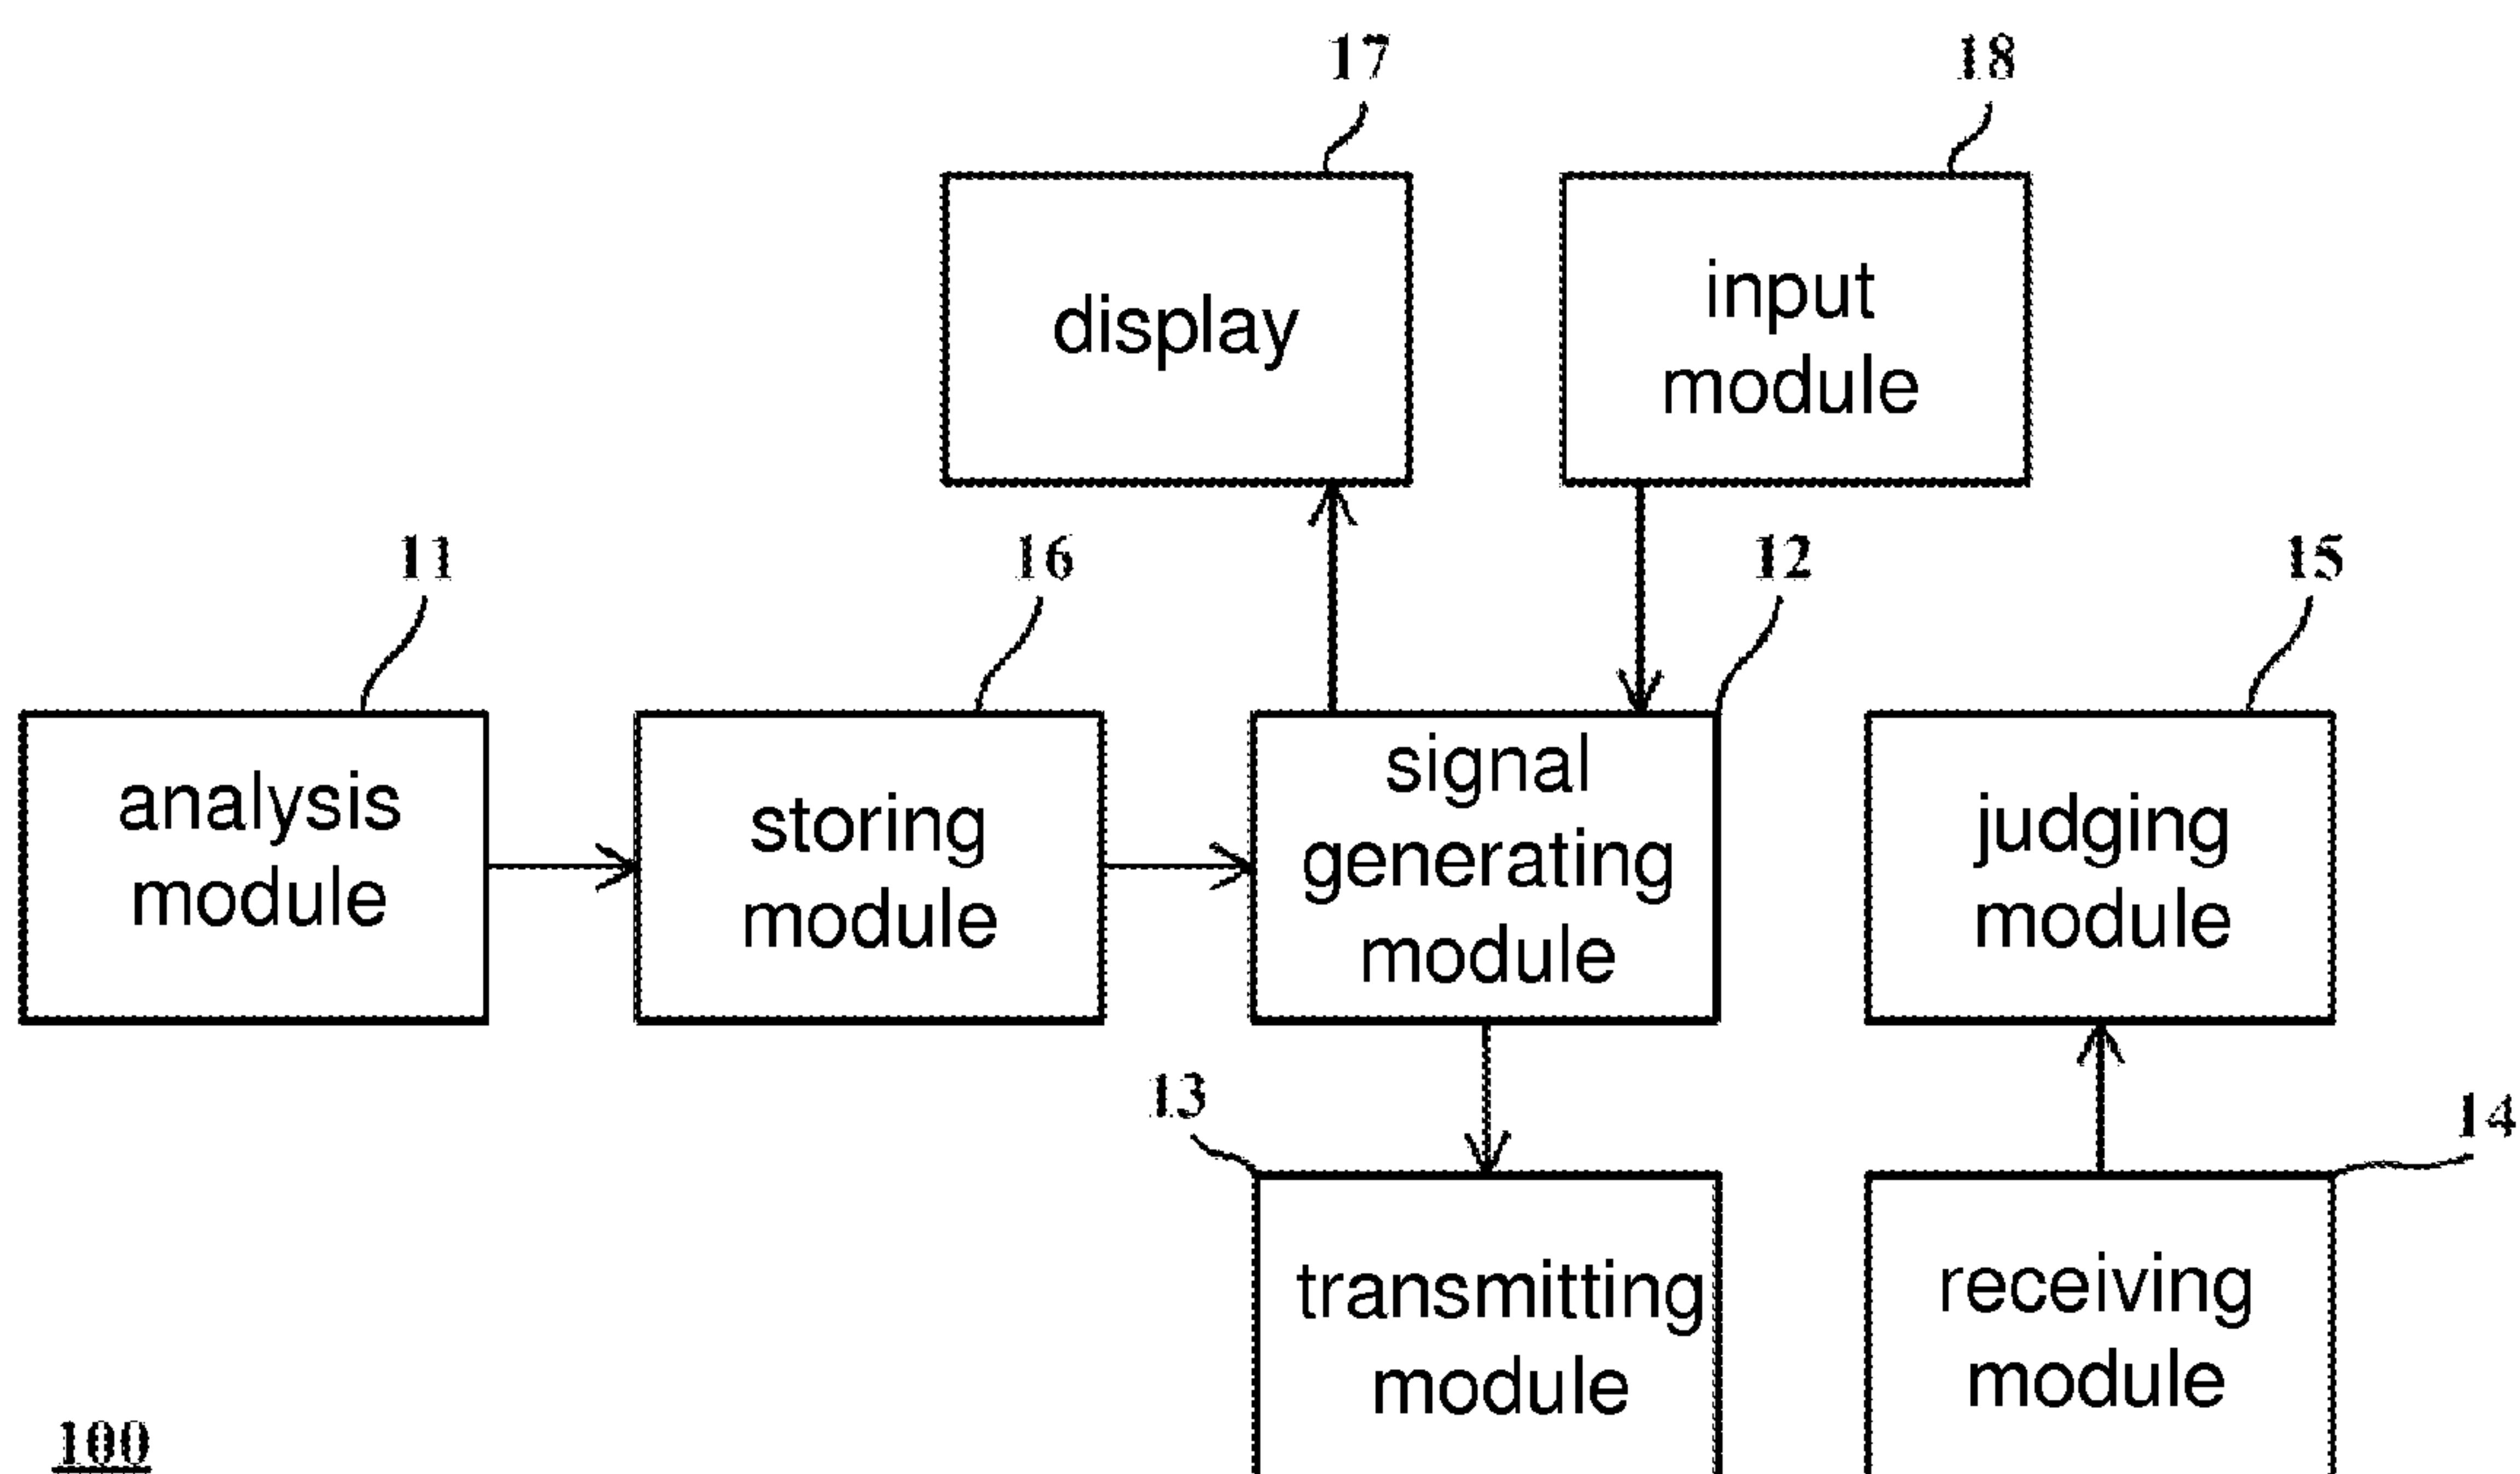 17
18
display
input
module
11
16
12
15
analysis
module
storing
module
signal
generating
module
judging
module
13
14
transmitting
module
receiving
module
100